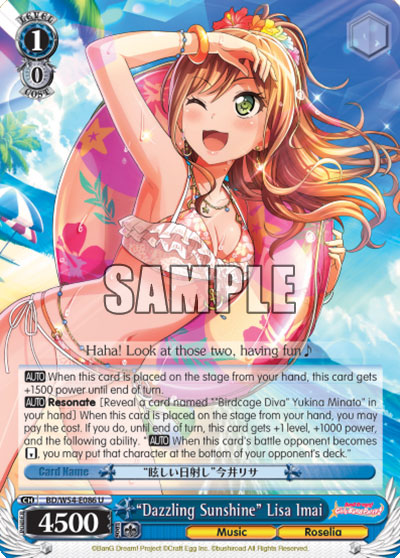 LEVEL
1
0
COST
SAMPLE
"Haha! Look at those two, having fun♪
AUTO When this card is placed on the stage from your hand, this card gets
+1500 power until end of turn.
AUTO Resonate [Reveal a card named ""Birdcage Diva" Yukina Minato" in
your hand] When this card is placed on the stage from your hand, you may
pay the cost. If you do, until end of turn, this card gets +1 level, +1000 power,
and the following ability. "AUTO When this card's battle opponent becomes
, you may put that character at the bottom of your opponent's deck."
Card Name
"眩しい日射し" 今井リサ
CH BD/W54-E086 U
POWER
4500
"Dazzling Sunshine" Lisa Imai
Music
Roselia
©BanG Dream! Project ©Craft Egg Inc. ©bushiroad All Rights Reserved.